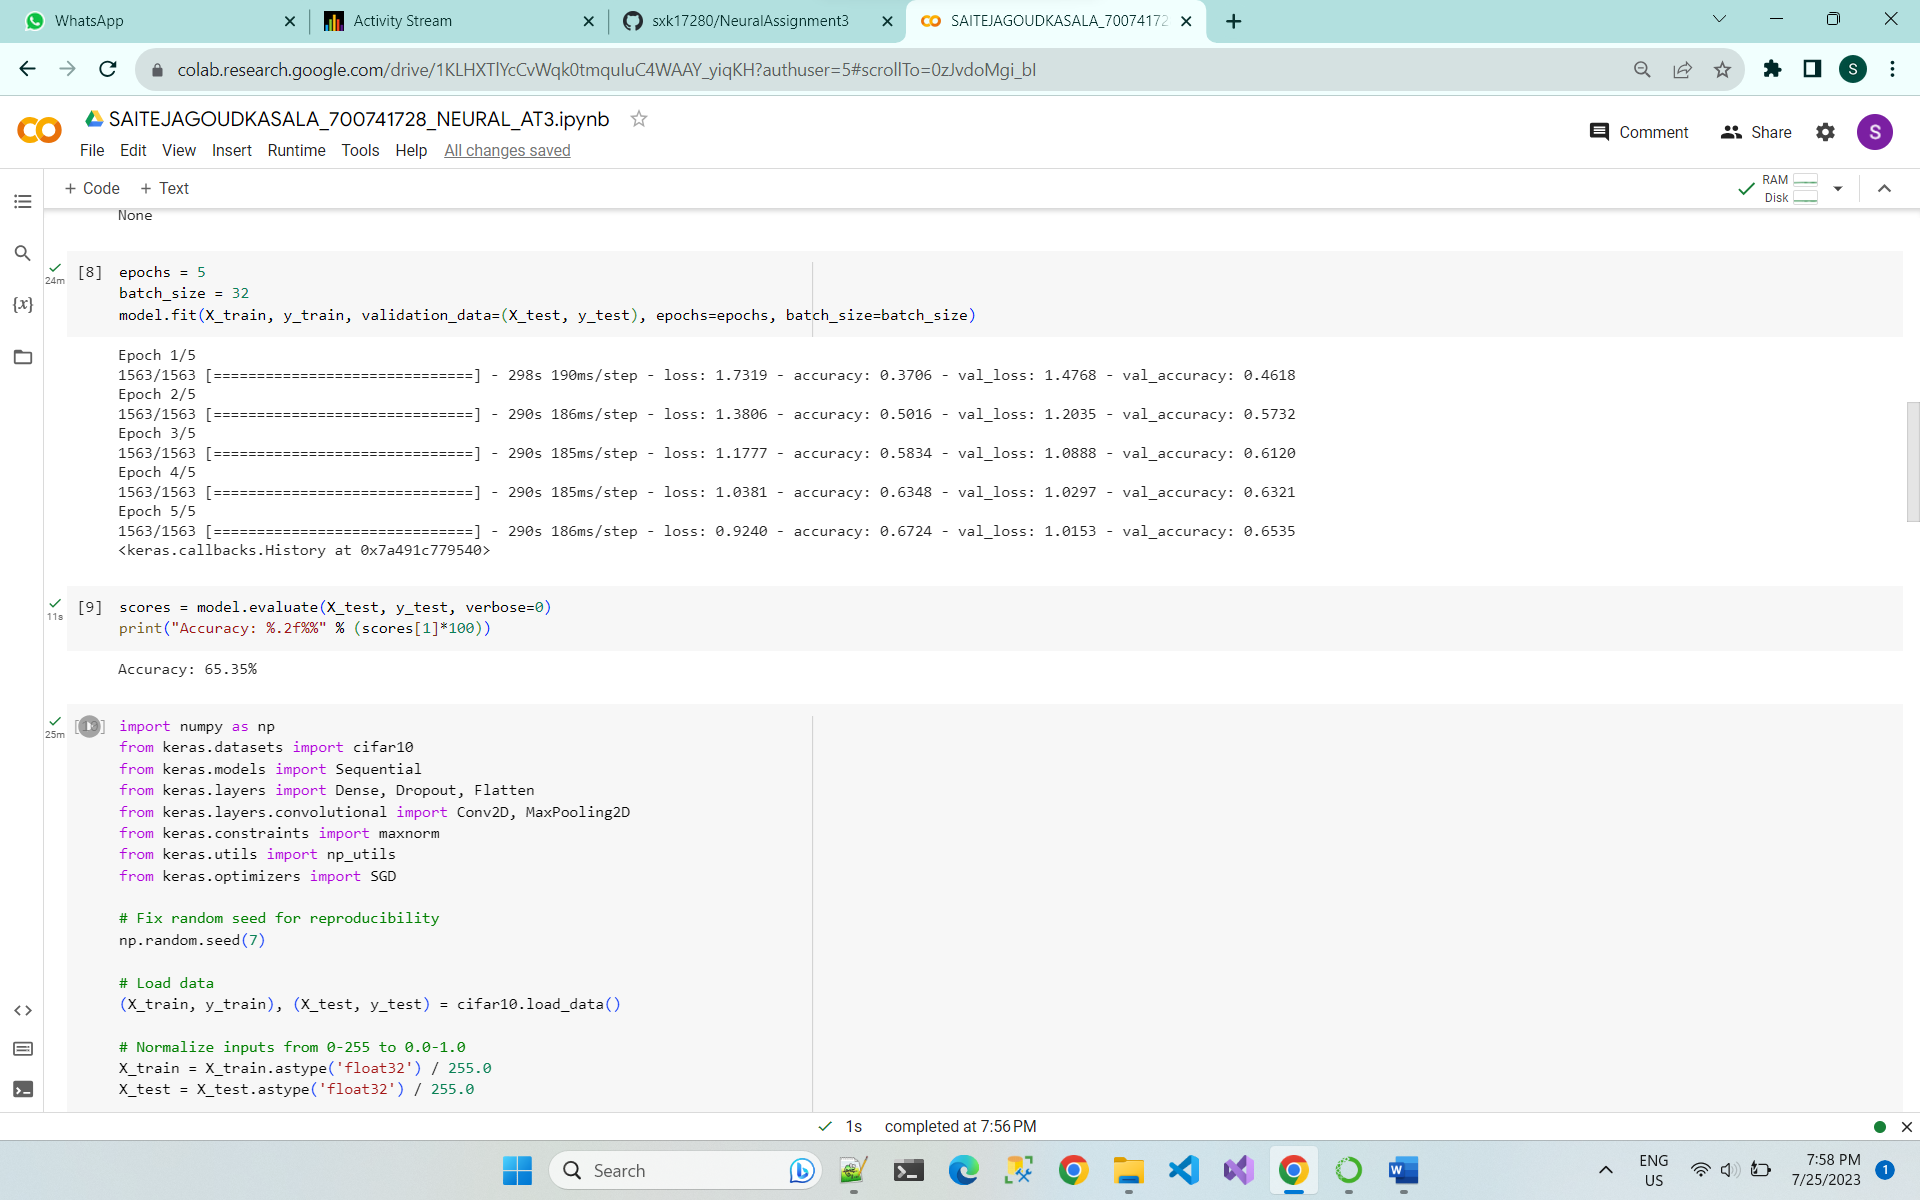 WhatsApp
Activity Stream
sxk17280/NeuralAssignment3
SAITEJAGOUDKASALA_70074172
colab.research.google.com/drive/1KLHXTlYcCvWqk0tmquIuC4WAAY_yiqKH?authuser=5#scrollTo=0zJvdoMgi_bI
S
SAITEJAGOUDKASALA_700741728_NEURAL_AT3.ipynb
Comment
Share
S
File Edit View Insert Runtime Tools Help All changes saved
+ Code + Text
RAM
Disk
None
[8] epochs = 5
24m
batch_size = 32
model.fit(X_train, y_train, validation_data=(X_test, y_test), epochs=epochs, batch_size=batch_size)
Epoch 1/5
1563/1563 [==============================] - 298s 190ms/step - loss: 1.7319 - accuracy: 0.3706 - val_loss: 1.4768 - val_accuracy: 0.4618
Epoch 2/5
1563/1563 [==============================] - 290s 186ms/step - loss: 1.3806 - accuracy: 0.5016 - val_loss: 1.2035 - val_accuracy: 0.5732
Epoch 3/5
1563/1563 [==============================] - 290s 185ms/step - loss: 1.1777 - accuracy: 0.5834 - val_loss: 1.0888 - val_accuracy: 0.6120
Epoch 4/5
1563/1563 [==============================] - 290s 185ms/step - loss: 1.0381 - accuracy: 0.6348 - val_loss: 1.0297 - val_accuracy: 0.6321
Epoch 5/5
1563/1563 [==============================] - 290s 186ms/step - loss: 0.9240 - accuracy: 0.6724 - val_loss: 1.0153 - val_accuracy: 0.6535
<keras.callbacks.History at 0x7a491c779540>
[9] scores = model.evaluate(X_test, y_test, verbose=0)
11s
print("Accuracy: %.2f%%" % (scores[1]*100))
Accuracy: 65.35%
import numpy as np
25m
from keras.datasets import cifar10
from keras.models import Sequential
from keras.layers import Dense, Dropout, Flatten
from keras.layers.convolutional import Conv2D, MaxPooling2D
from keras.constraints import maxnorm
from keras.utils import np_utils
from keras.optimizers import SGD
# Fix random seed for reproducibility
np.random.seed(7)
# Load data
(X_train, y_train), (X_test, y_test) = cifar10.load_data()
# Normalize inputs from 0-255 to 0.0-1.0
X_train = X_train.astype('float32') / 255.0
X_test = X_test.astype('float32') / 255.0
1s completed at 7:56 PM
Search
ENG
US
7:58 PM
7/25/2023
1